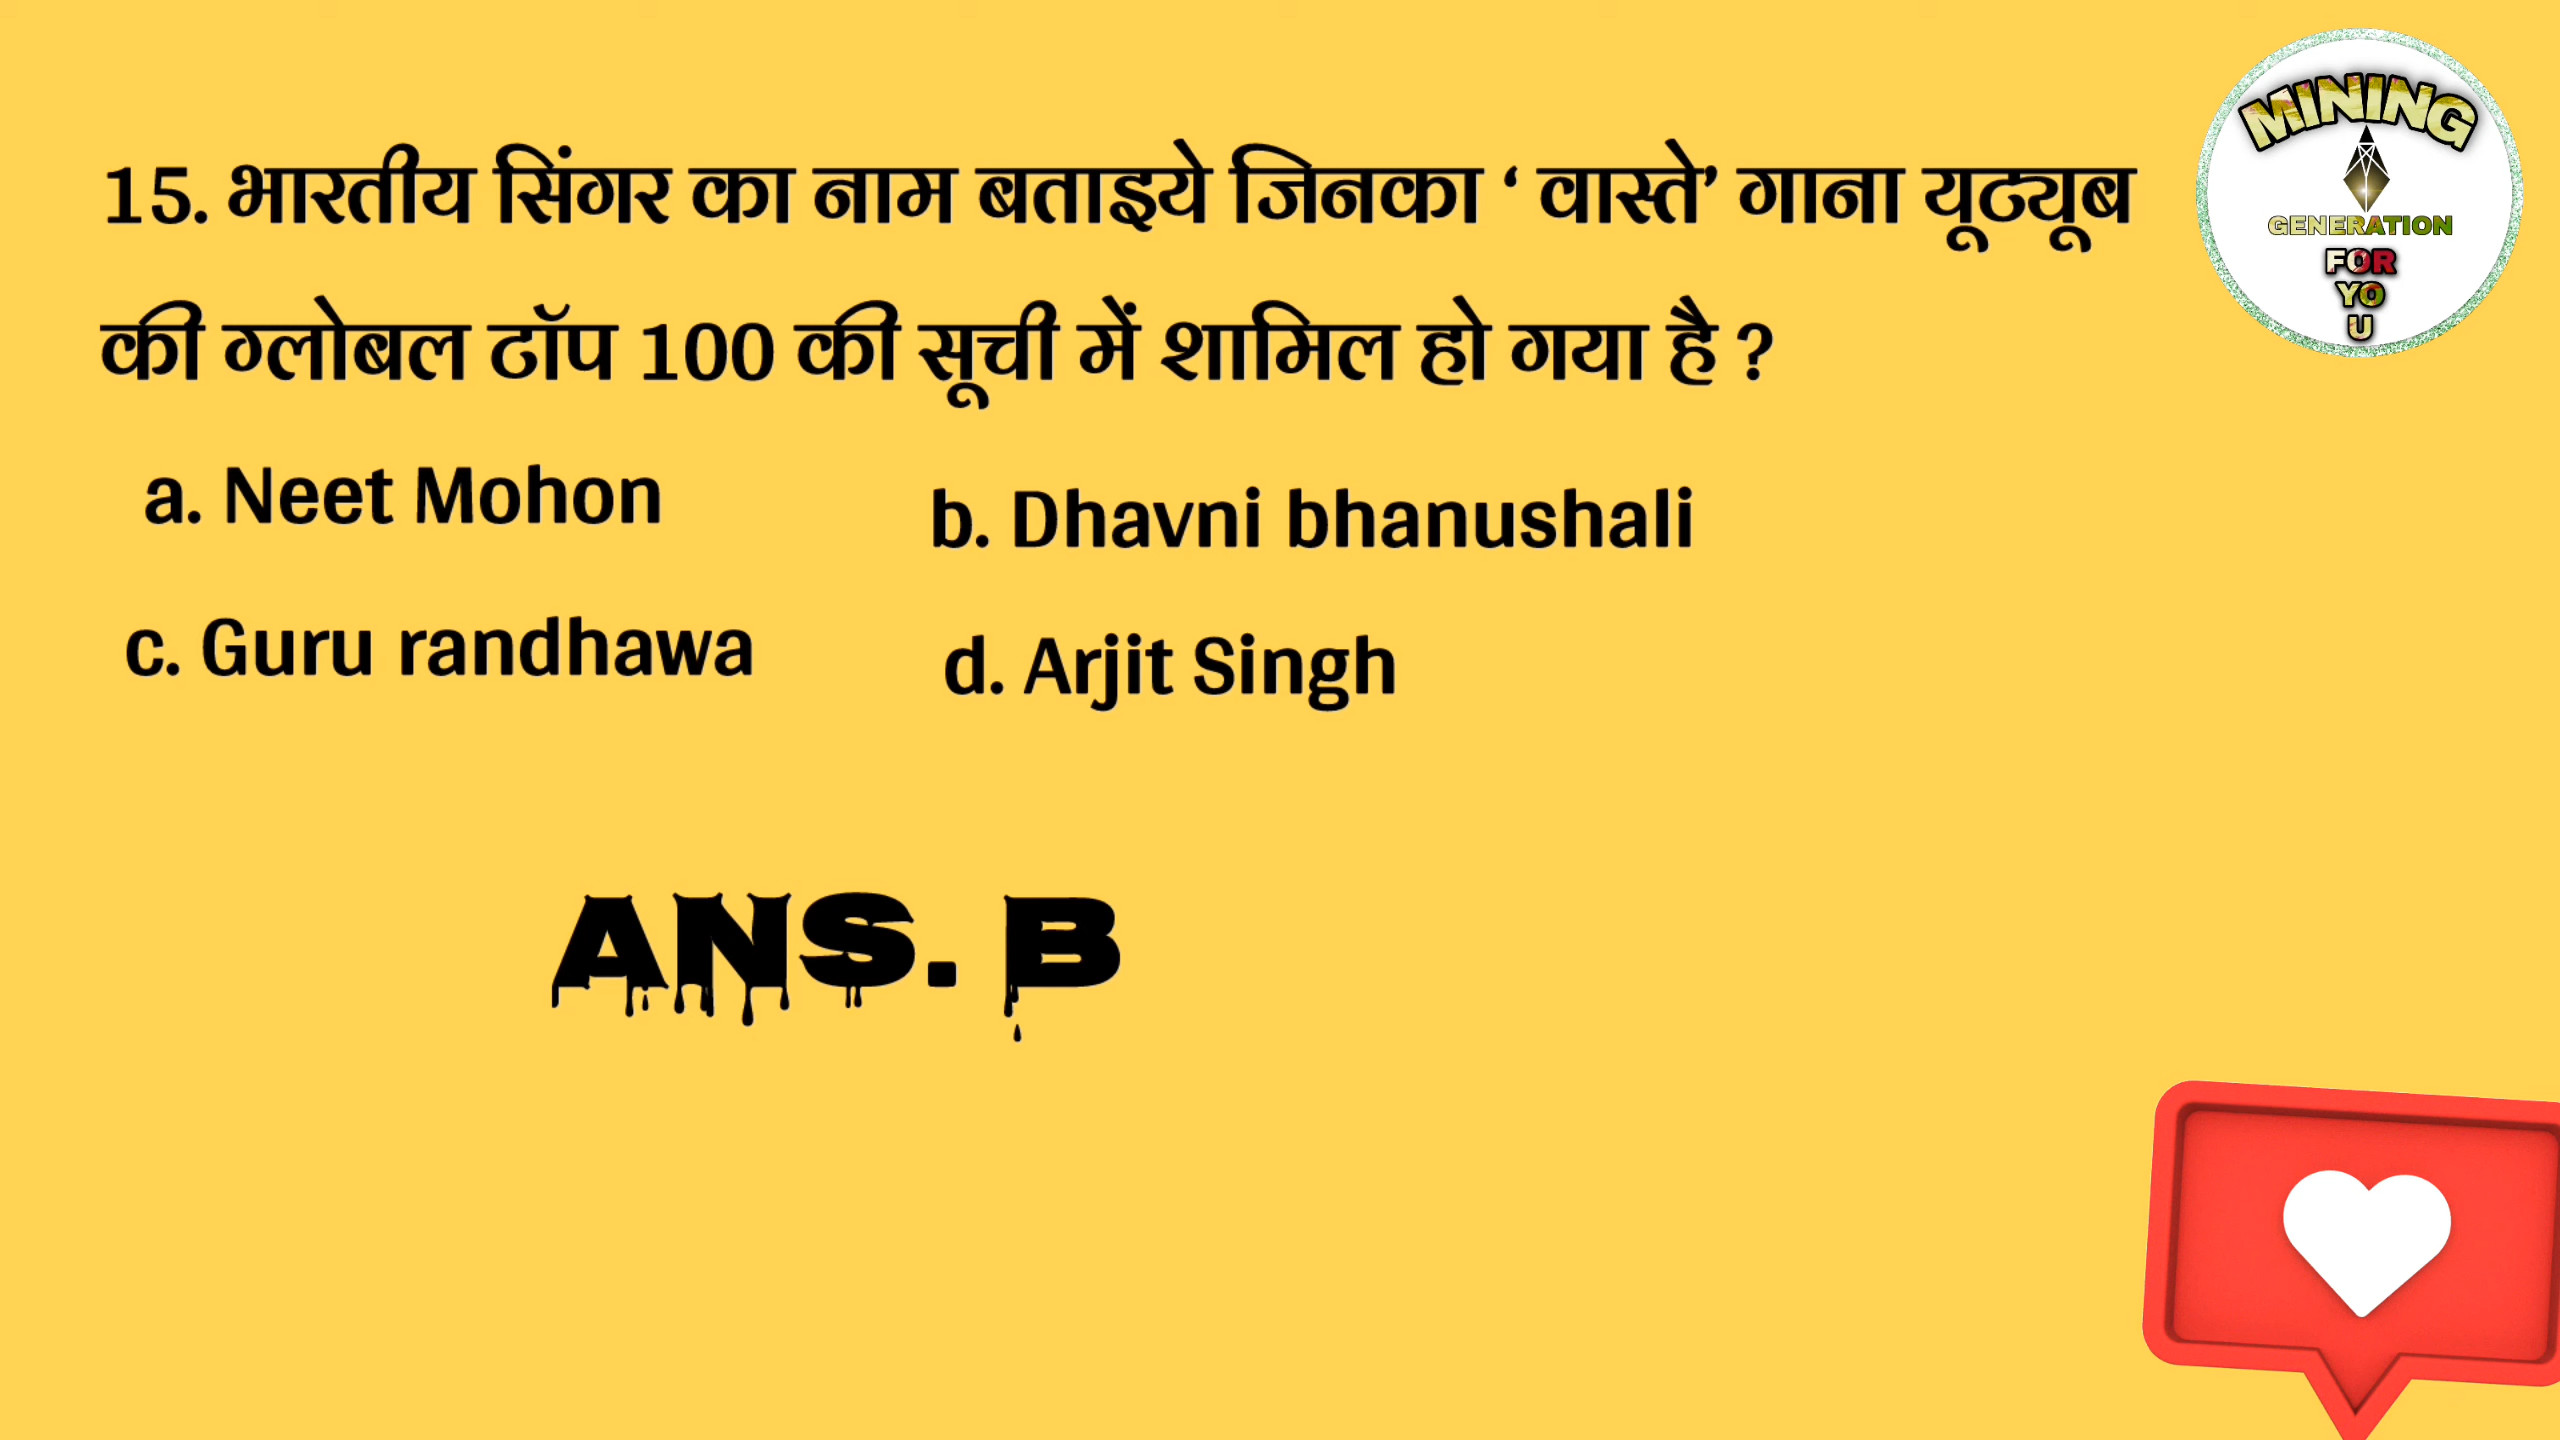 15. भारतीय सिंगर का नाम बताइये जिनका ‘ वास्ते’ गाना यूट्यूब
की ग्लोबल टॉप 100 की सूची में शामिल हो गया है ?
a. Neet Mohon
b. Dhavni bhanushali
c. Guru randhawa
d. Arjit Singh
ANS. B
MINING
GENERATION
FOR
YO
U